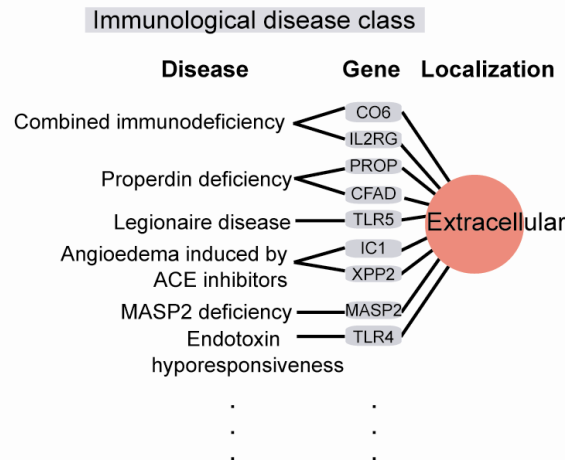 Immunological disease class
Disease Gene Localization
Combined immunodeficiency CO6
IL2RG
Properdin deficiency PROP
CFAD
Legionaire disease TLR5
Extracellular
Angioedema induced by IC1
ACE inhibitors XPP2
MASP2 deficiency MASP2
Endotoxin TLR4
hyporesponsiveness
. .
. .
. .